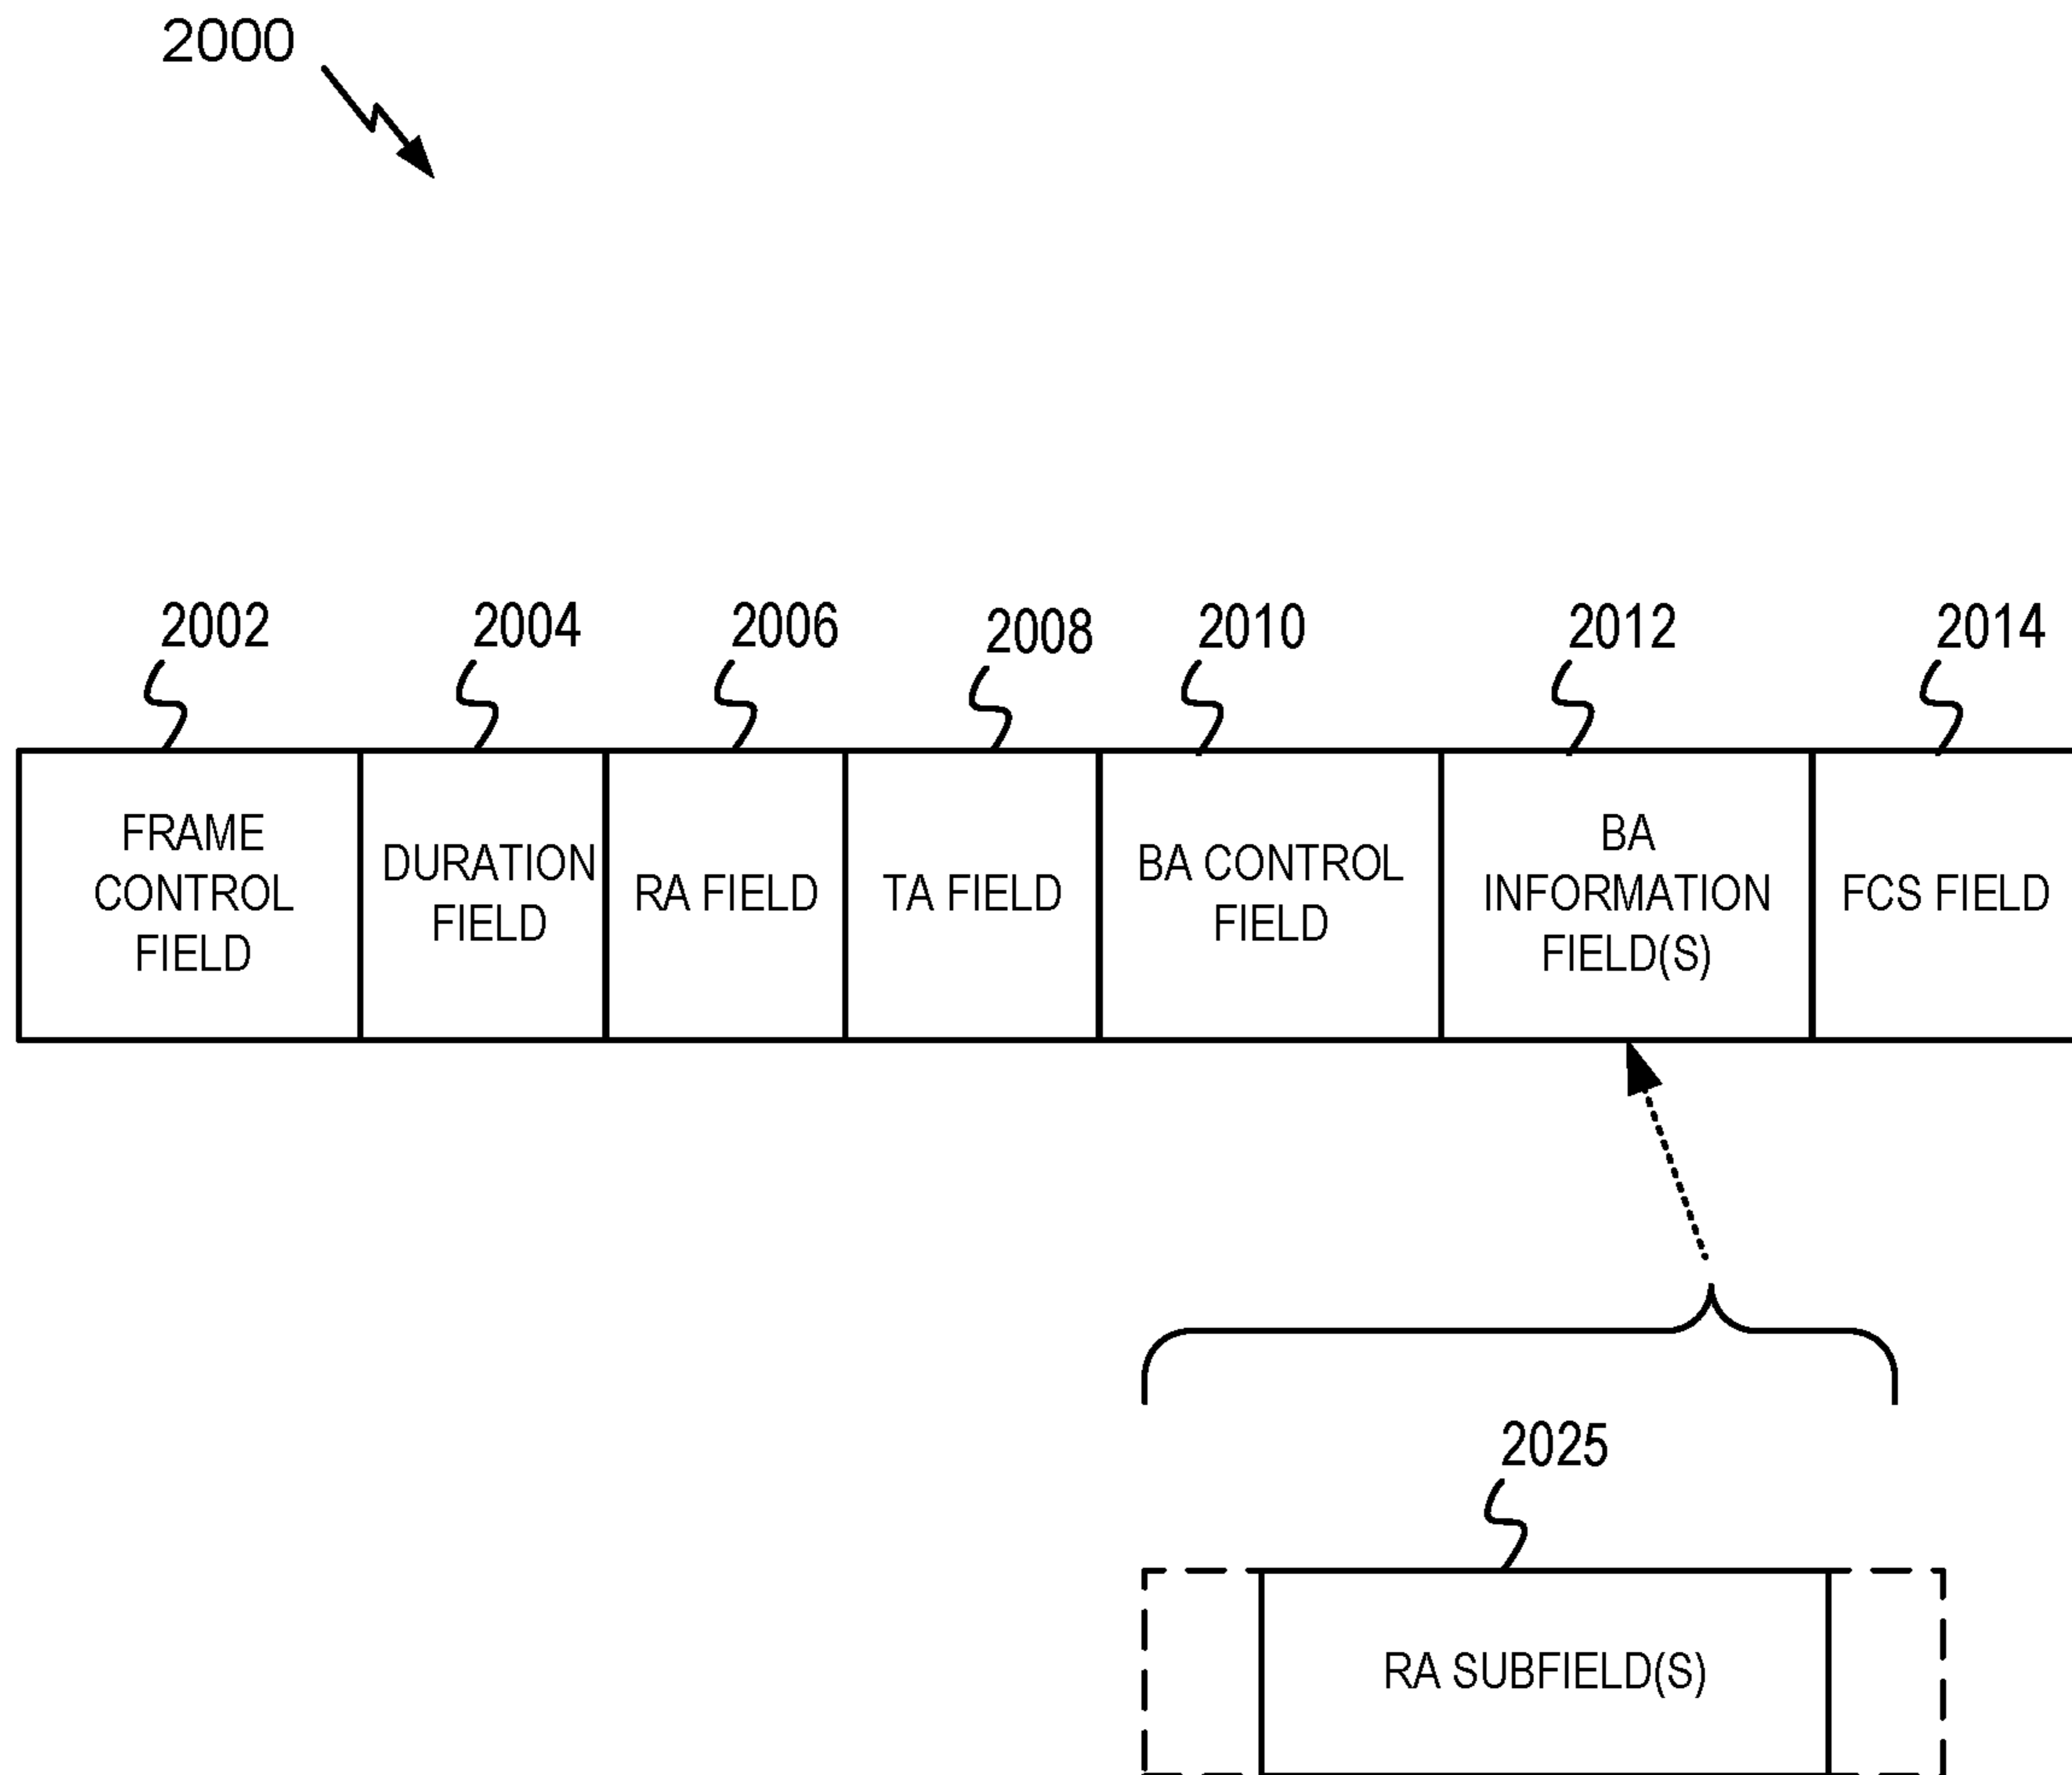 2000
2002
2004
2006
2008
2010
2012
2014
FRAME
CONTROL
FIELD
DURATION
FIELD
RA FIELD
TA FIELD
BA CONTROL
FIELD
BA
INFORMATION
FIELD(S)
FCS FIELD
2025
RA SUBFIELD(S)